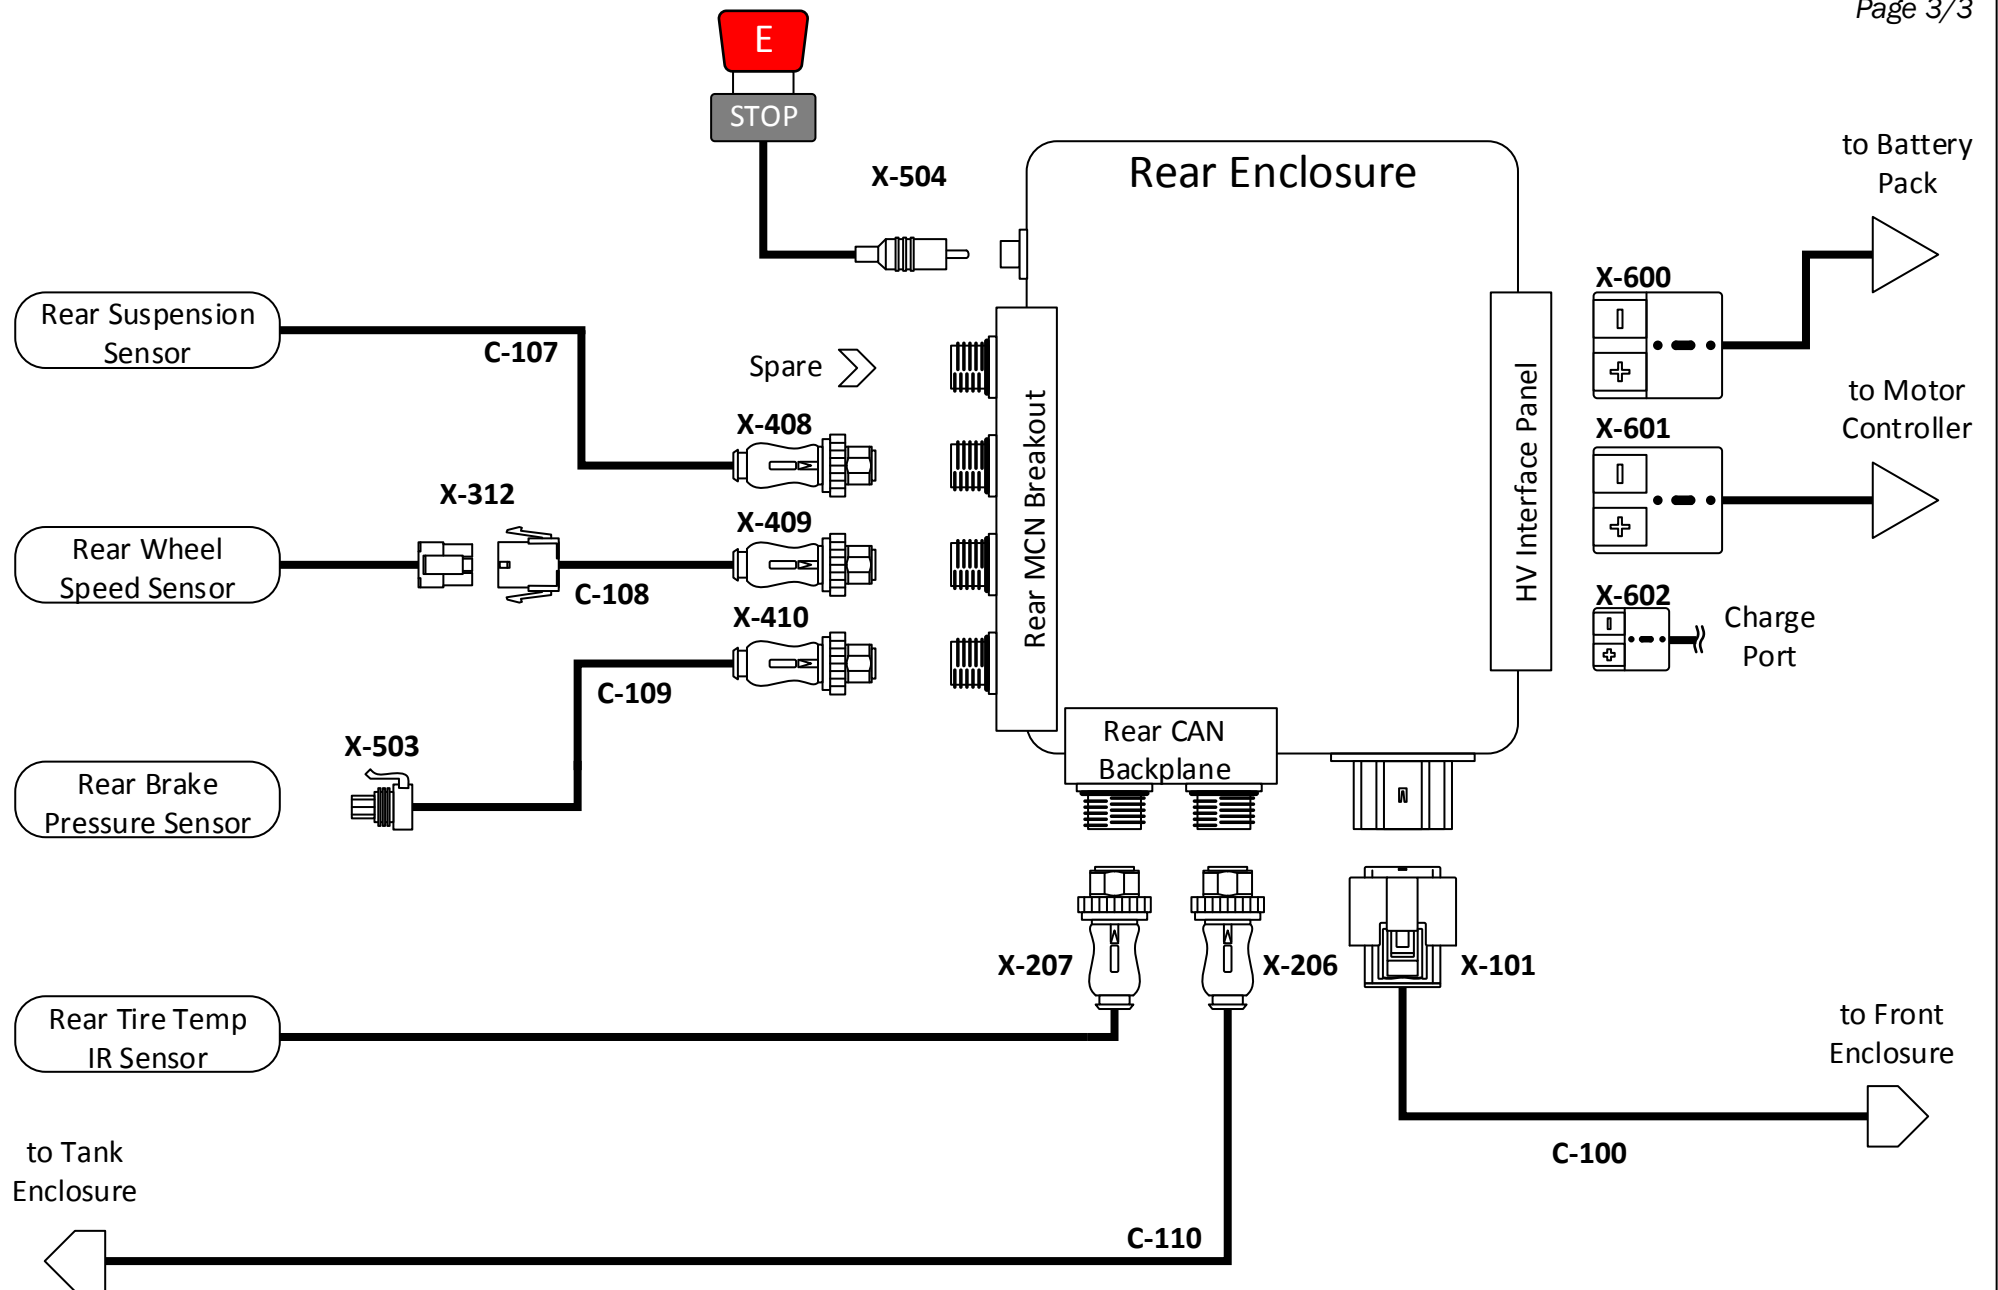 Page 3/3
E
STOP
X-504
Rear Enclosure
to Battery
Pack
X-600
Rear Suspension
Sensor
C-107
Spare
X-408
Rear MCN Breakout
HV Interface Panel
to Motor
Controller
X-601
X-312
X-409
Rear Wheel
Speed Sensor
C-108
X-410
X-602
Charge
Port
C-109
X-503
Rear Brake
Pressure Sensor
Rear CAN
Backplane
X-207
X-206
X-101
Rear Tire Temp
IR Sensor
to Front
Enclosure
C-100
to Tank
Enclosure
C-110